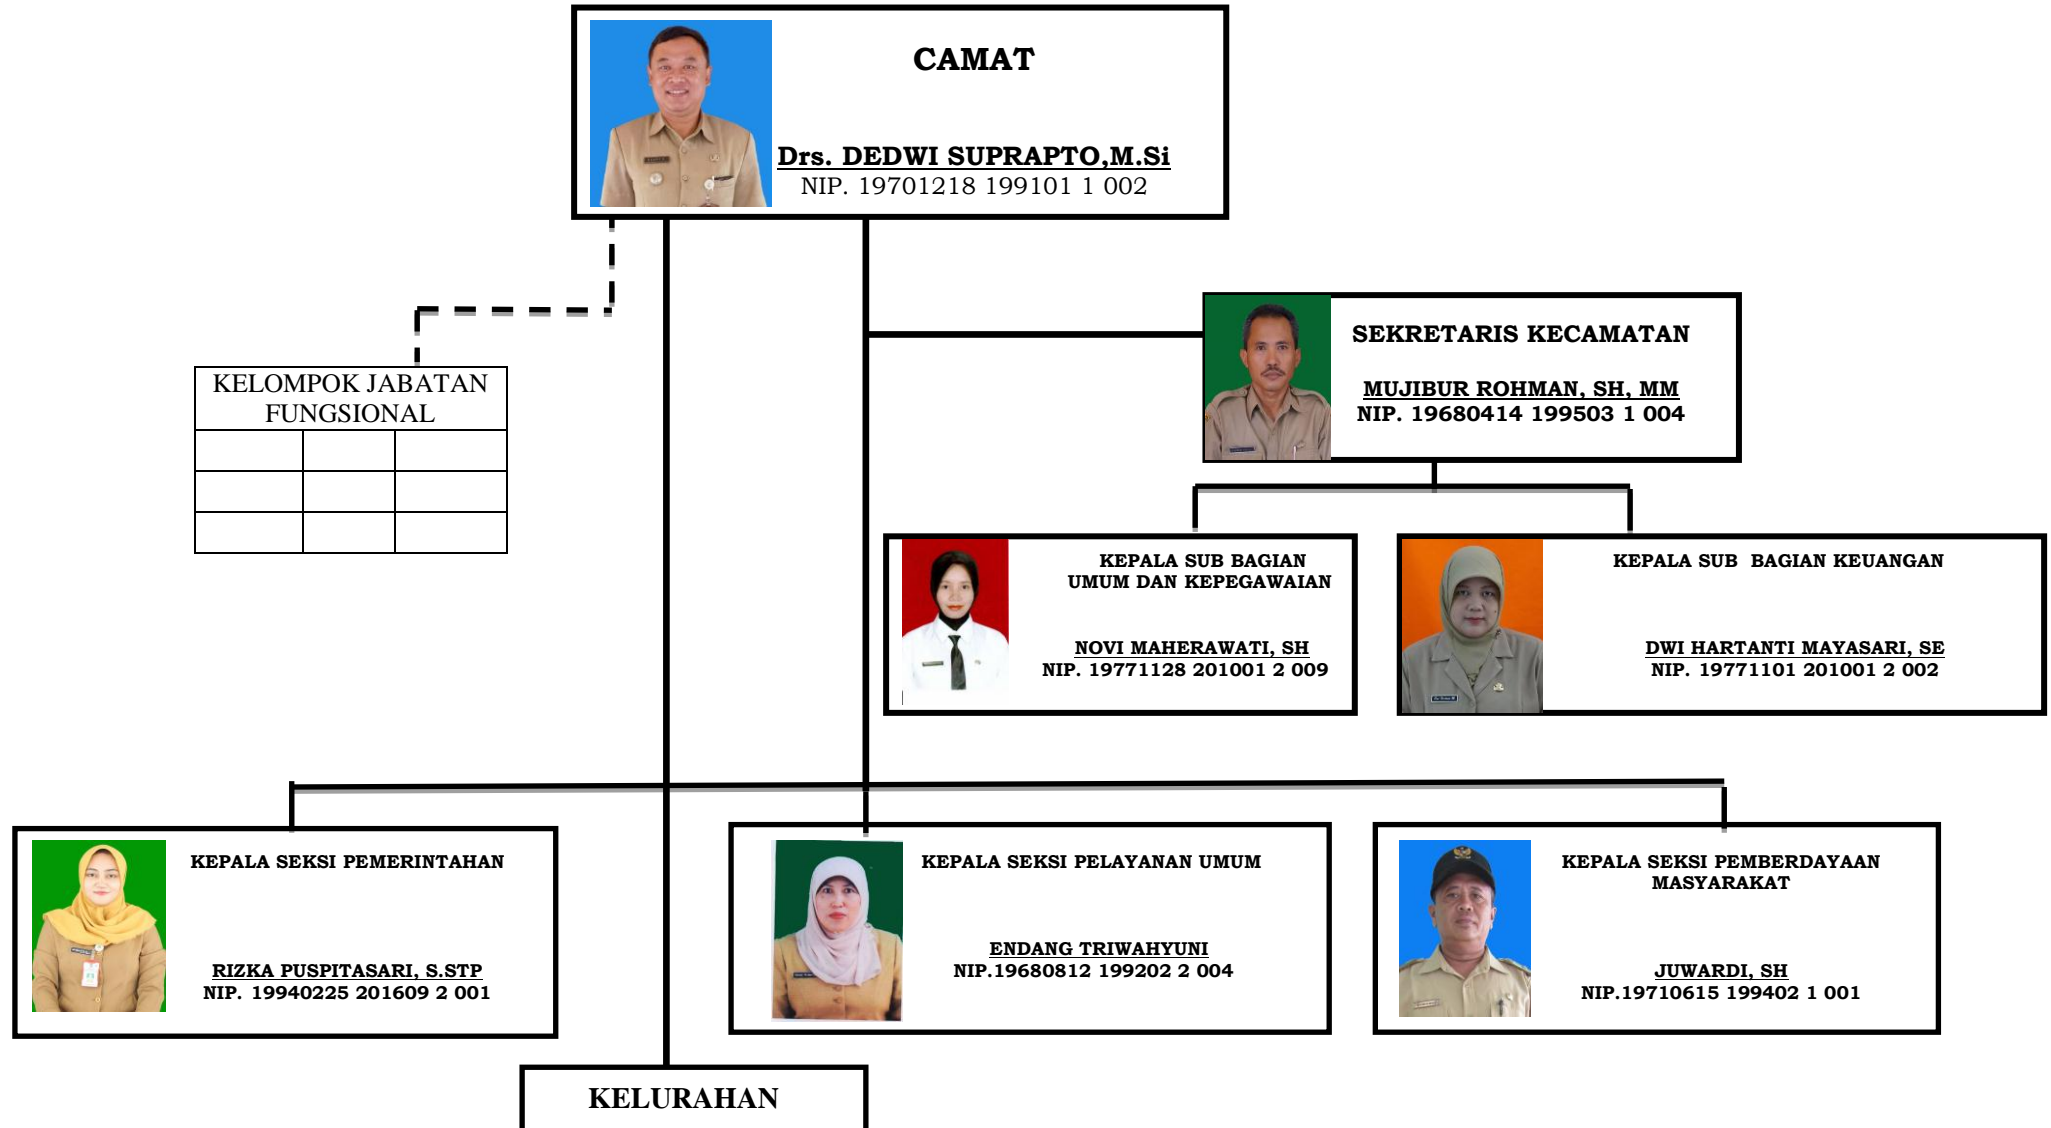 CAMAT
Drs. DEDWI SUPRAPTO,M.Si
NIP. 19701218 199101 1 002
SEKRETARIS KECAMATAN
MUJIBUR ROHMAN, SH, MM
NIP. 19680414 199503 1 004
KELOMPOK JABATAN
FUNGSIONAL
KEPALA SUB BAGIAN
UMUM DAN KEPEGAWAIAN
NOVI MAHERAWATI, SH
NIP. 19771128 201001 2 009
KEPALA SUB  BAGIAN KEUANGAN
DWI HARTANTI MAYASARI, SE
NIP. 19771101 201001 2 002
KEPALA SEKSI PEMERINTAHAN
RIZKA PUSPITASARI, S.STP
NIP. 19940225 201609 2 001
KEPALA SEKSI PELAYANAN UMUM
ENDANG TRIWAHYUNI
NIP.19680812 199202 2 004
KEPALA SEKSI PEMBERDAYAAN
MASYARAKAT
JUWARDI, SH
NIP.19710615 199402 1 001
KELURAHAN